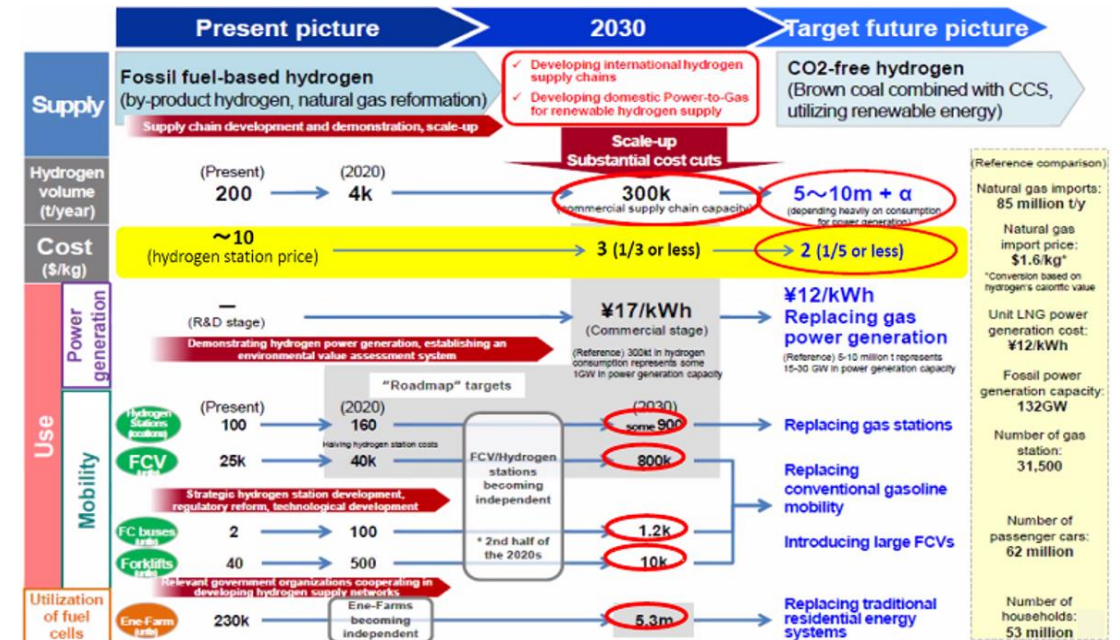 Present picture
2030
Target future picture
Supply
Fossil fuel-based hydrogen
(by-product hydrogen, natural gas reformation)
Supply chain development and demonstration, scale-up
✓ Developing international hydrogen
supply chains
✓ Developing domestic Power-to-Gas
for renewable hydrogen supply
CO2-free hydrogen
(Brown coal combined with CCS,
utilizing renewable energy)
Scale-up
Substantial cost cuts
Hydrogen
volume
(t/year)
(Present)
200
(2020)
4k
300k
(commercial supply chain capacity)
5～10m + α
(depending heavily on consumption
for power generation)
Cost
($/kg)
～10
(hydrogen station price)
3 (1/3 or less)
2 (1/5 or less)
Use
Power
generation
—
(R&D stage)
Demonstrating hydrogen power generation, establishing an
environmental value assessment system
¥17/kWh
(Commercial stage)
(Reference) 300kt in hydrogen
consumption represents some
1GW in power generation capacity
¥12/kWh
Replacing gas
power generation
(Reference) 5-10 million t represents
15-30 GW in power generation capacity
"Roadmap" targets
Mobility
Hydrogen
Stations
(locations)
(Present)
100
(2020)
160
Halving hydrogen station costs
(2030)
some 900
Replacing gas stations
FCV
(units)
25k
40k
800k
FCV/Hydrogen
stations
becoming
independent
* 2nd half of
the 2020s
Strategic hydrogen station development,
regulatory reform, technological development
Replacing
conventional gasoline
mobility
FC buses
(units)
2
100
1.2k
Introducing large FCVs
Forklifts
(units)
40
500
10k
Relevant government organizations cooperating in
developing hydrogen supply networks
Utilization
of fuel
cells
Ene-Farm
(units)
230k
Ene-Farms
becoming
independent
5.3m
Replacing traditional
residential energy
systems
(Reference comparison)
Natural gas imports:
85 million t/y
Natural gas
import price:
$1.6/kg*
*Conversion based on
hydrogen's calorific value
Unit LNG power
generation cost:
¥12/kWh
Fossil power
generation capacity:
132GW
Number of gas
station:
31,500
Number of
passenger cars:
62 million
Number of
households:
53 million